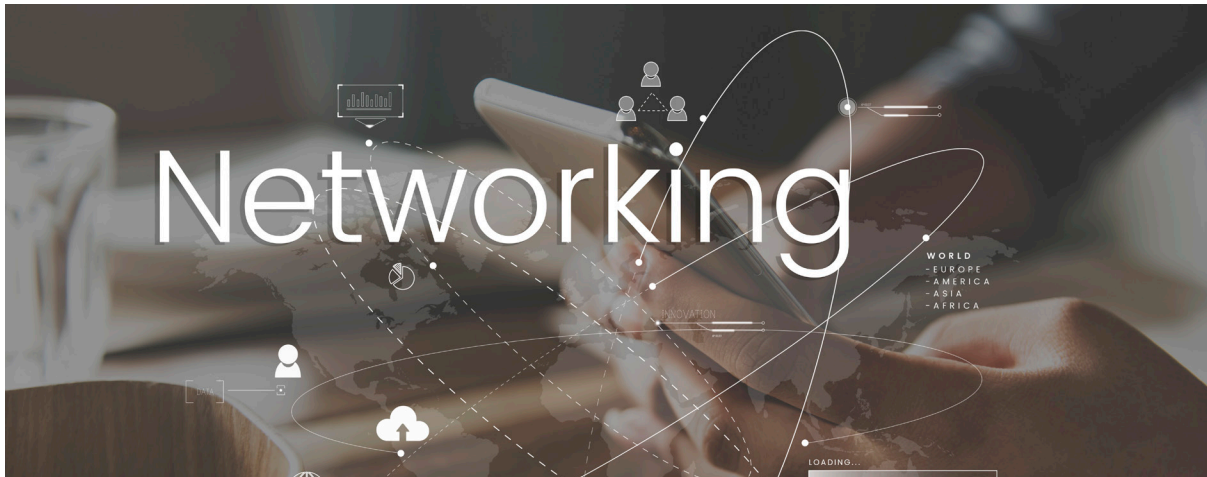 Networking
WORLD
-EUROPE
-AMERICA
-ASIA
-AFRICA
INNOVATION
LOADING...